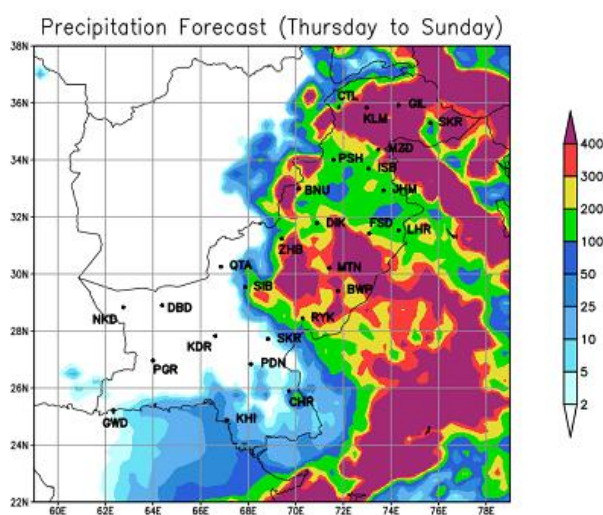 Precipitation Forecast (Thursday to Sunday)
38N
36N
34N
32N
30N
28N
26N
24N
22N
60E
62E
64E
66E
68E
70E
72E
74E
76E
78E
CTL
KLM
GIL
SKR
MZD
PSH
ISB
BNU
JHM
DIK
FSD
LHR
ZHB
QTA
MTN
SIB
BWP
NKD
DBD
RYK
KDR
SKR
PGR
PDN
CHR
GWD
KHI
400
300
200
100
50
25
10
5
2